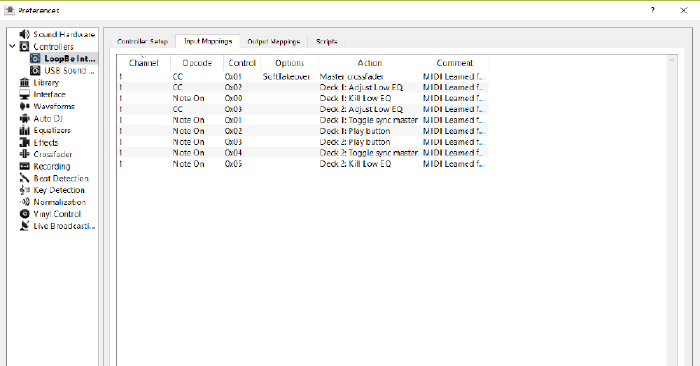 Preferences
? ×
Sound Hardware
Controllers
LoopBe Int...
USB Sound ...
Library
Interface
Waveforms
Auto DJ
Equalizers
Effects
Crossfader
Recording
Beat Detection
Key Detection
Normalization
Vinyl Control
Live Broadcasti...
Controller Setup Input Mappings Output Mappings Scripts
Channel Opcode Control Options Action Comment
1 CC 0x01 SoftTakeover Master crossfader MIDI Learned f...
1 CC 0x02 Deck 1: Adjust Low EQ MIDI Learned f...
1 Note On 0x00 Deck 1: Kill Low EQ MIDI Learned f...
1 CC 0x03 Deck 2: Adjust Low EQ MIDI Learned f...
1 Note On 0x01 Deck 1: Toggle sync master MIDI Learned f...
1 Note On 0x02 Deck 1: Play button MIDI Learned f...
1 Note On 0x03 Deck 2: Play button MIDI Learned f...
1 Note On 0x04 Deck 2: Toggle sync master MIDI Learned f...
1 Note On 0x05 Deck 2: Kill Low EQ MIDI Learned f...